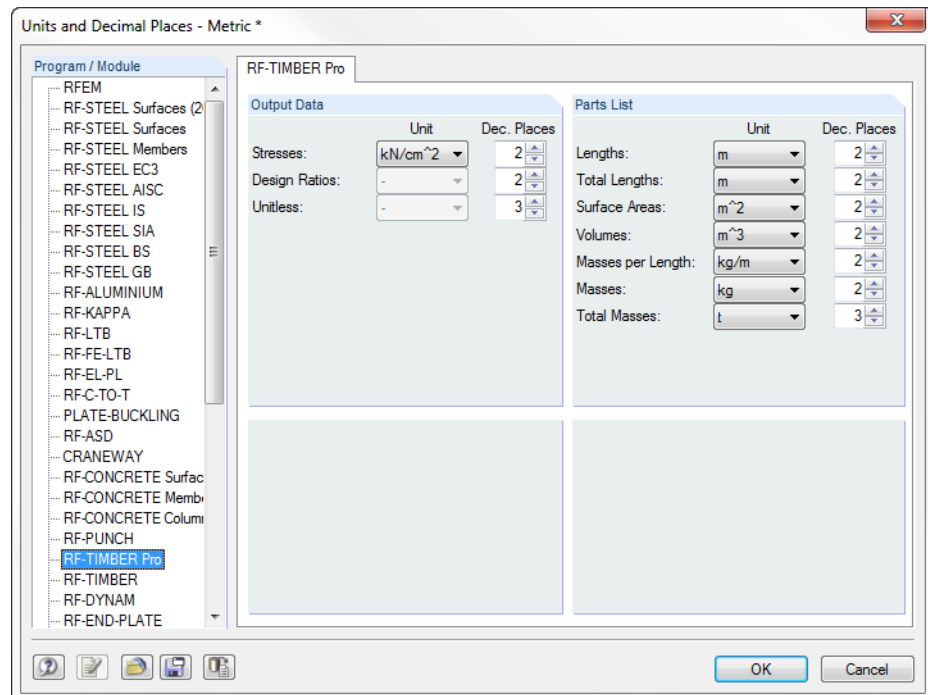 Units and Decimal Places - Metric *
Program / Module
RFEM
RF-STEEL Surfaces (2
RF-STEEL Surfaces
RF-STEEL Members
RF-STEEL EC3
RF-STEEL AISC
RF-STEEL IS
RF-STEEL SIA
RF-STEEL BS
RF-STEEL GB
RF-ALUMINIUM
RF-KAPPA
RF-LTB
RF-FE-LTB
RF-EL-PL
RF-C-TO-T
PLATE-BUCKLING
RF-ASD
CRANEWAY
RF-CONCRETE Surfac
RF-CONCRETE Membe
RF-CONCRETE Colum
RF-PUNCH
RF-TIMBER Pro
RF-TIMBER
RF-DYNAM
RF-END-PLATE
RF-TIMBER Pro
Output Data
Unit Dec. Places
Stresses: kN/cm^2 2
Design Ratios: - 2
Unitless: - 3
Parts List
Unit Dec. Places
Lengths: m 2
Total Lengths: m 2
Surface Areas: m^2 2
Volumes: m^3 2
Masses per Length: kg/m 2
Masses: kg 2
Total Masses: t 3
OK Cancel